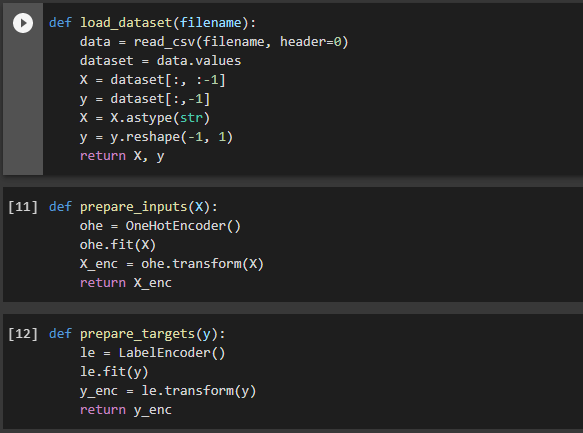 def load_dataset(filename):
    data = read_csv(filename, header=0)
    dataset = data.values
    X = dataset[:, :-1]
    y = dataset[:,-1]
    X = X.astype(str)
    y = y.reshape(-1, 1)
    return X, y
[11] def prepare_inputs(X):
    ohe = OneHotEncoder()
    ohe.fit(X)
    X_enc = ohe.transform(X)
    return X_enc
[12] def prepare_targets(y):
    le = LabelEncoder()
    le.fit(y)
    y_enc = le.transform(y)
    return y_enc